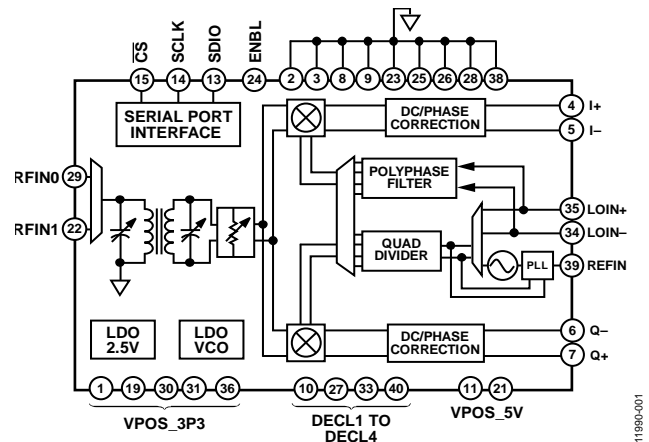 CS
SCLK
SDIO
ENBL
15
14
13
24
2
3
8
9
23
25
26
28
38
SERIAL PORT
INTERFACE
DC/PHASE
CORRECTION
4
I+
5
I–
RFIN0
29
RFIN1
22
POLYPHASE
FILTER
35
LOIN+
34
LOIN–
QUAD
DIVIDER
PLL
39
REFIN
LDO
2.5V
LDO
VCO
DC/PHASE
CORRECTION
6
Q–
7
Q+
1
19
30
31
36
10
27
33
40
11
21
VPOS_3P3
DECL1 TO
DECL4
VPOS_5V
11990-001